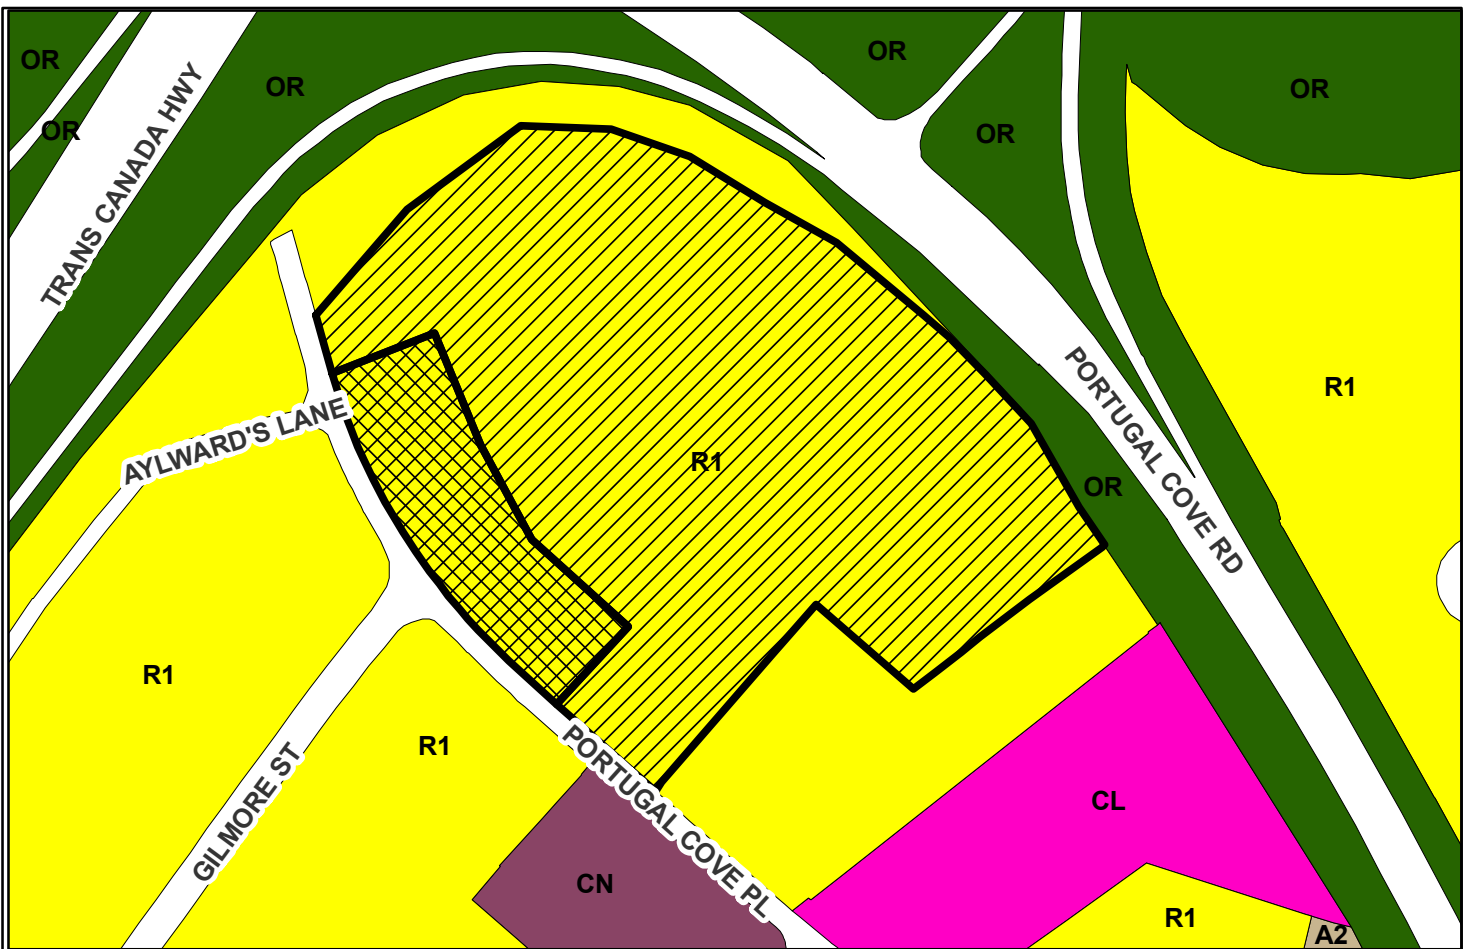 OR
OR
OR
OR
OR
OR
TRANS CANADA HWY
PORTUGAL COVE RD
R1
AYLWARD'S LANE
R1
OR
R1
R1
PORTUGAL COVE PL
GILMORE ST
CL
CN
R1
A2